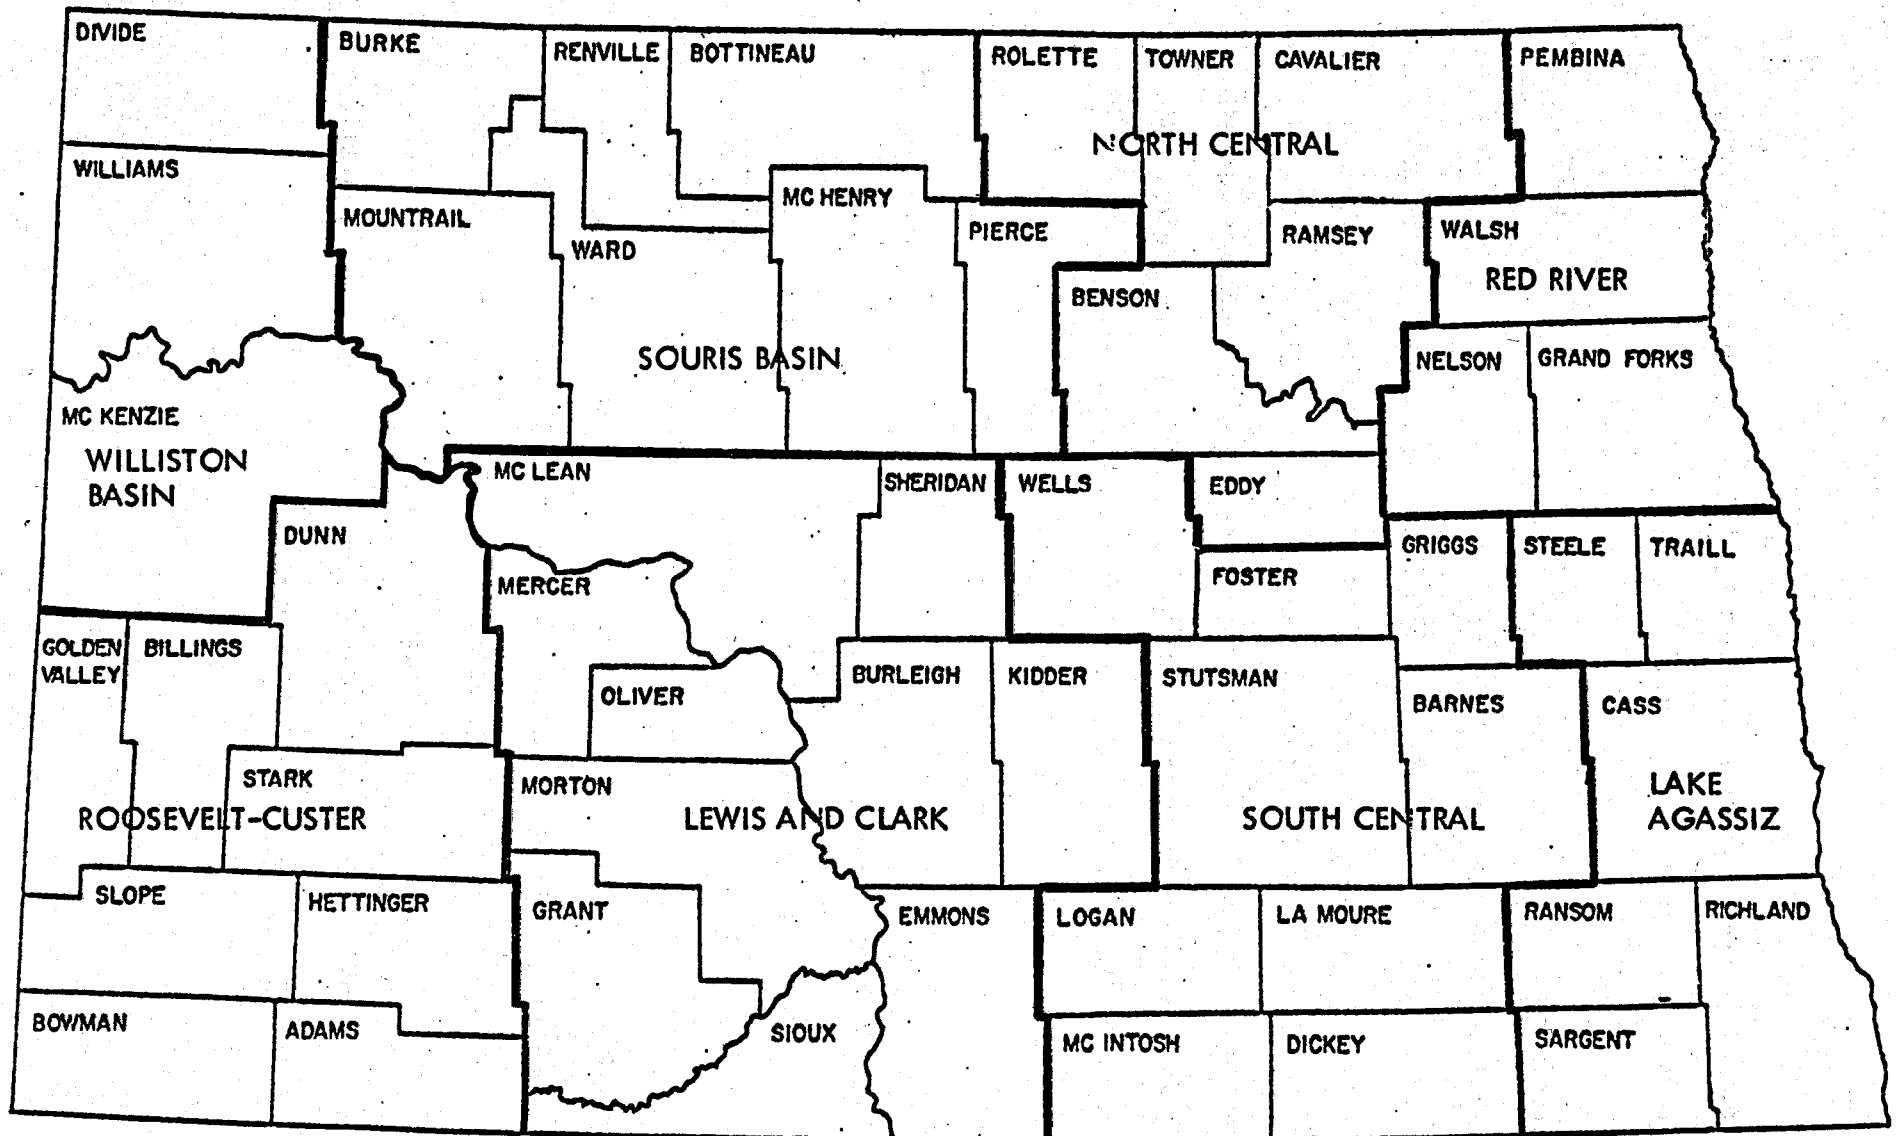 DIVIDE
BURKE
RENVILLE
BOTTINEAU
ROLETTE
TOWNER
CAVALIER
PEMBINA
NORTH CENTRAL
WILLIAMS
MOUNTRAIL
WARD
MC HENRY
PIERCE
RAMSEY
WALSH
RED RIVER
BENSON
SOURIS BASIN
NELSON
GRAND FORKS
MC KENZIE
WILLISTON
BASIN
MC LEAN
SHERIDAN
WELLS
EDDY
DUNN
GRIGGS
STEELE
TRAILL
MERCER
FOSTER
GOLDEN
VALLEY
BILLINGS
OLIVER
BURLEIGH
KIDDER
STUTSMAN
BARNES
CASS
STARK
MORTON
ROOSEVELT-CUSTER
LEWIS AND CLARK
SOUTH CENTRAL
LAKE
AGASSIZ
SLOPE
HETTINGER
GRANT
EMMONS
LOGAN
LA MOURE
RANSOM
RICHLAND
BOWMAN
ADAMS
SIOUX
MC INTOSH
DICKEY
SARGENT